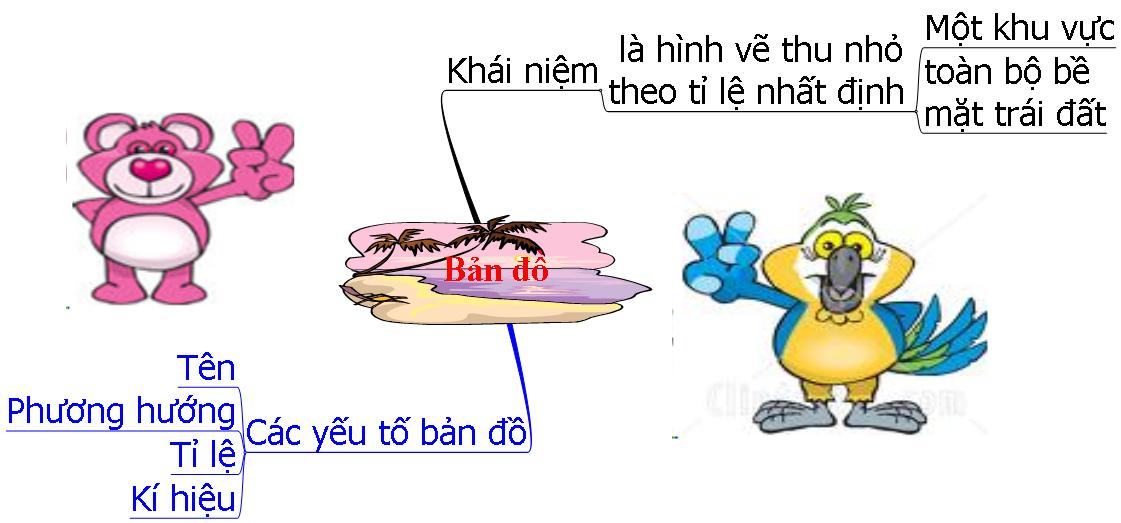 Khái niệm
là hình vẽ thu nhỏ
theo tỉ lệ nhất định
Một khu vực
toàn bộ bề
mặt trái đất
Bản đồ
Các yếu tố bản đồ
Tên
Phương hướng
Tỉ lệ
Kí hiệu